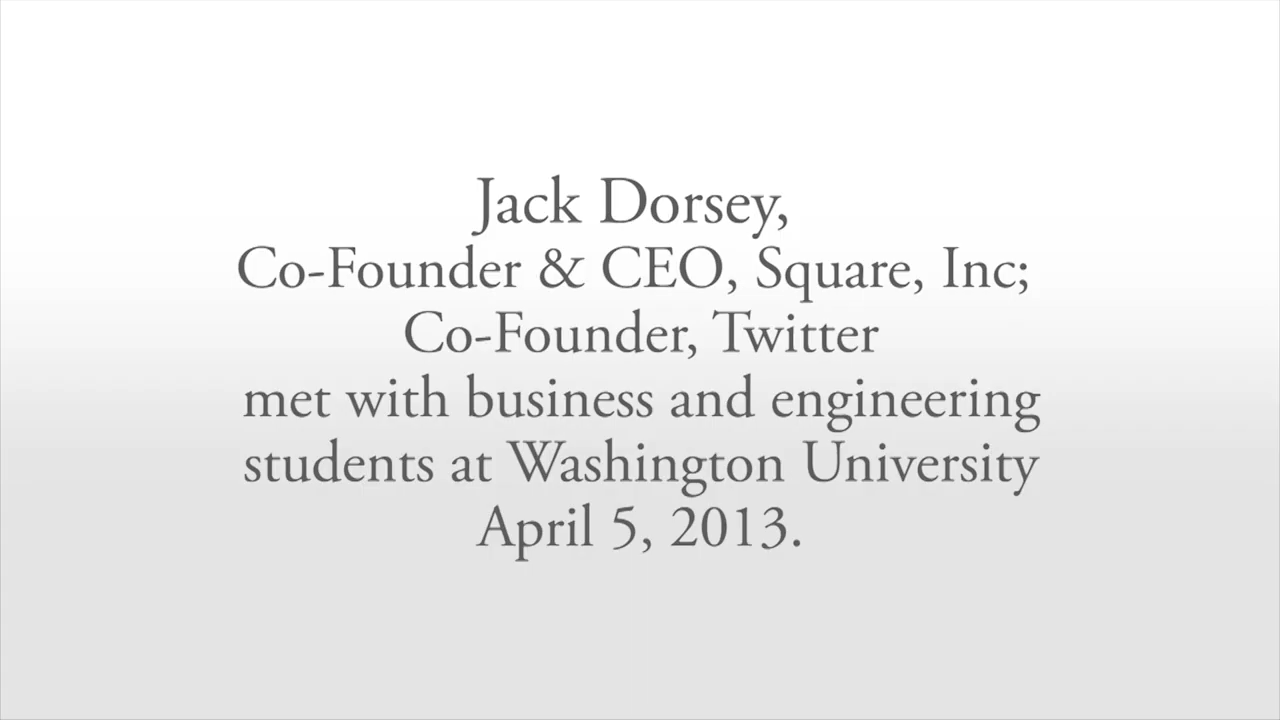 Jack Dorsey,
Co-Founder & CEO, Square, Inc;
Co-Founder, Twitter
met with business and engineering
students at Washington University
April 5, 2013.